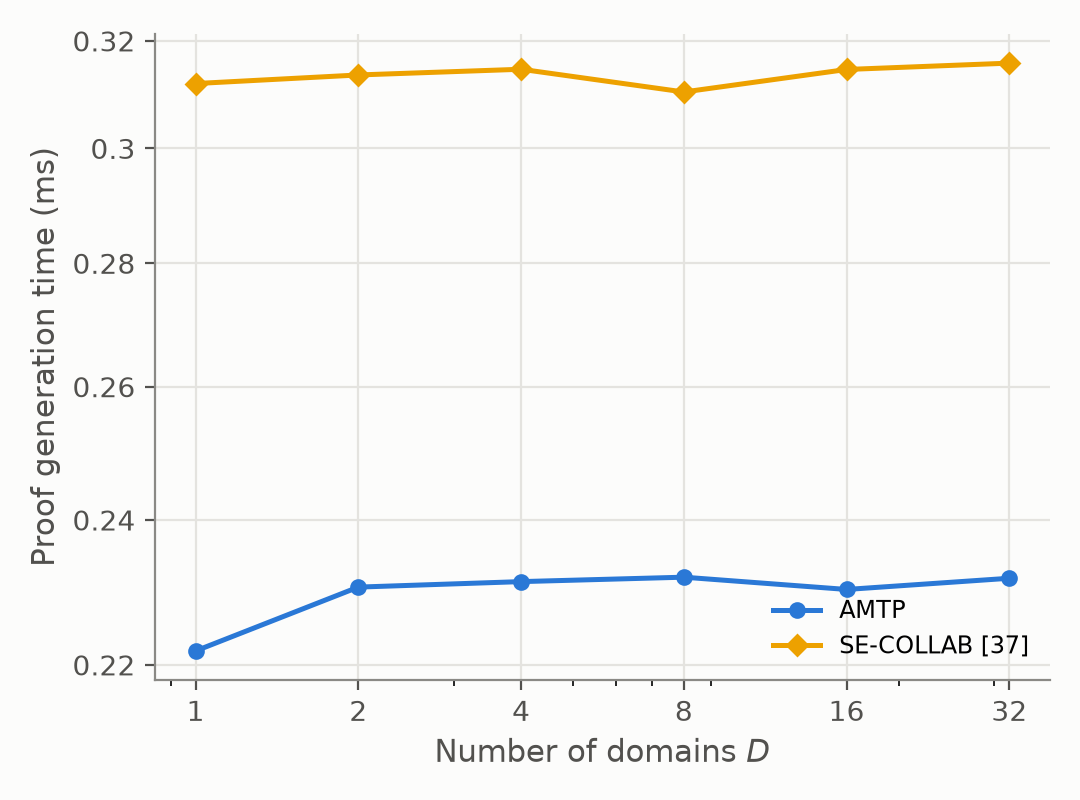 0.32
0.3
0.28
0.26
0.24
0.22
Proof generation time (ms)
AMTP
SE-COLLAB [37]
1 2 4 8 16 32
Number of domains D